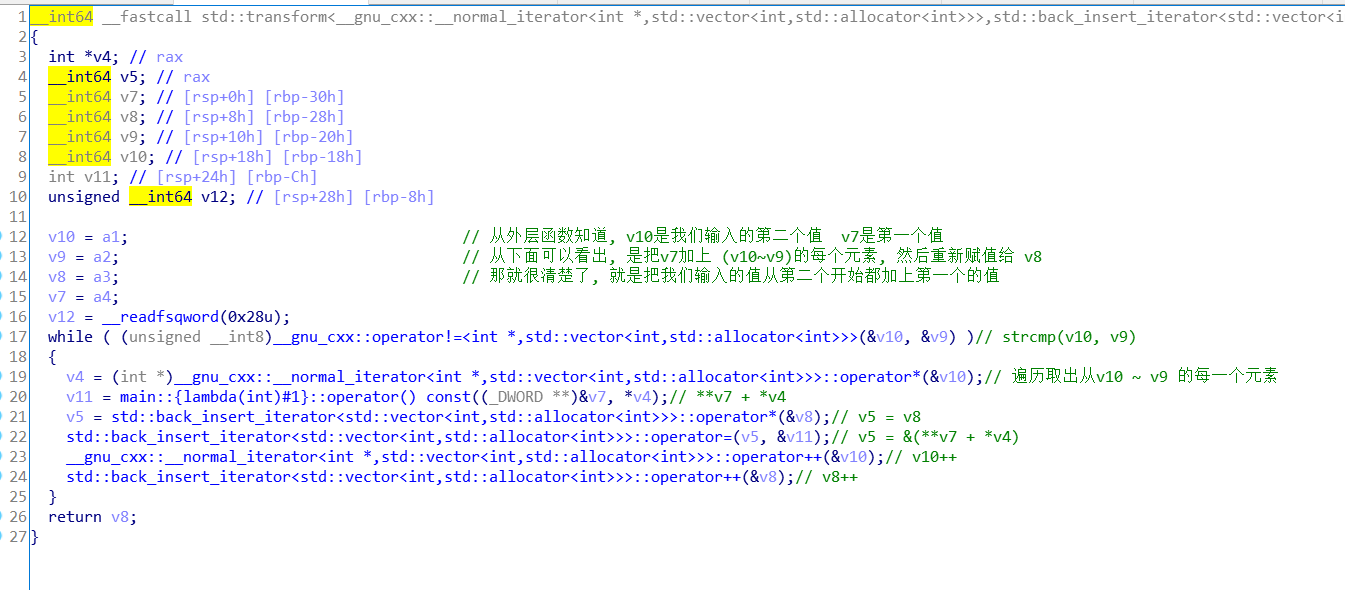 1 __int64 __fastcall std::transform<__gnu_cxx::__normal_iterator<int *,std::vector<int,std::allocator<int>>>,std::back_insert_iterator<std::vector<i
2 {
3 int *v4; // rax
4 __int64 v5; // rax
5 __int64 v7; // [rsp+0h] [rbp-30h]
6 __int64 v8; // [rsp+8h] [rbp-28h]
7 __int64 v9; // [rsp+10h] [rbp-20h]
8 __int64 v10; // [rsp+18h] [rbp-18h]
9 int v11; // [rsp+24h] [rbp-Ch]
10 unsigned __int64 v12; // [rsp+28h] [rbp-8h]
11
12 v10 = a1; // 从外层函数知道, v10是我们输入的第二个值 v7是第一个值
13 v9 = a2; // 从下面可以看出, 是把v7加上 (v10~v9)的每个元素, 然后重新赋值给 v8
14 v8 = a3; // 那就很清楚了, 就是把我们输入的值从第二个开始都加上第一个的值
15 v7 = a4;
16 v12 = __readfsqword(0x28u);
17 while ( (unsigned __int8)__gnu_cxx::operator!=<int *,std::vector<int,std::allocator<int>>>(&v10, &v9) )// strcmp(v10, v9)
18 {
19 v4 = (int *)__gnu_cxx::__normal_iterator<int *,std::vector<int,std::allocator<int>>>::operator*(&v10);// 遍历取出从v10 ~ v9 的每一个元素
20 v11 = main::{lambda(int)#1}::operator() const((_DWORD **)&v7, *v4);// **v7 + *v4
21 v5 = std::back_insert_iterator<std::vector<int,std::allocator<int>>>::operator*(&v8);// v5 = v8
22 std::back_insert_iterator<std::vector<int,std::allocator<int>>>::operator=(v5, &v11);// v5 = &(**v7 + *v4)
23 __gnu_cxx::__normal_iterator<int *,std::vector<int,std::allocator<int>>>::operator++(&v10);// v10++
24 std::back_insert_iterator<std::vector<int,std::allocator<int>>>::operator++(&v8);// v8++
25 }
26 return v8;
27 }